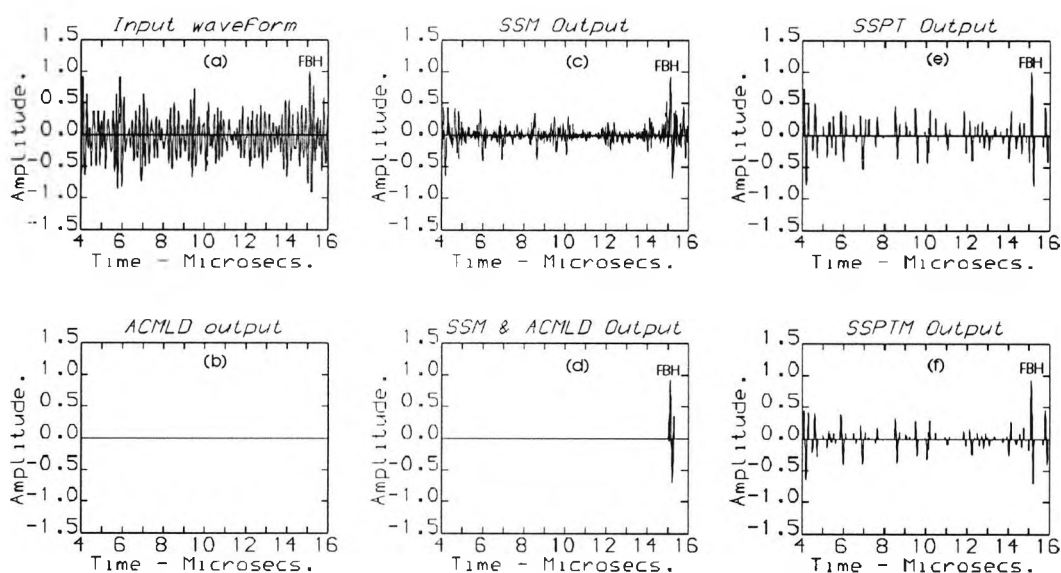 Input waveForm
(a)
FBH
1.5
1.0
0.5
0.0
-0.5
-1.0
-1.5
Amplitude.
4 6 8 10 12 14 16
Time - Microsecs.
SSM Output
(c)
FBH
1.5
1.0
0.5
0.0
-0.5
-1.0
-1.5
Amplitude.
4 6 8 10 12 14 16
Time - Microsecs.
SSPT Output
(e)
FBH
1.5
1.0
0.5
0.0
-0.5
-1.0
-1.5
Amplitude.
4 6 8 10 12 14 16
Time - Microsecs.
ACMLD output
(b)
1.5
1.0
0.5
0.0
-0.5
-1.0
-1.5
Amplitude.
4 6 8 10 12 14 16
Time - Microsecs.
SSM & ACMLD Output
(d)
FBH
1.5
1.0
0.5
0.0
-0.5
-1.0
-1.5
Amplitude.
4 6 8 10 12 14 16
Time - Microsecs.
SSPTM Output
(f)
FBH
1.5
1.0
0.5
0.0
-0.5
-1.0
-1.5
Amplitude.
4 6 8 10 12 14 16
Time - Microsecs.